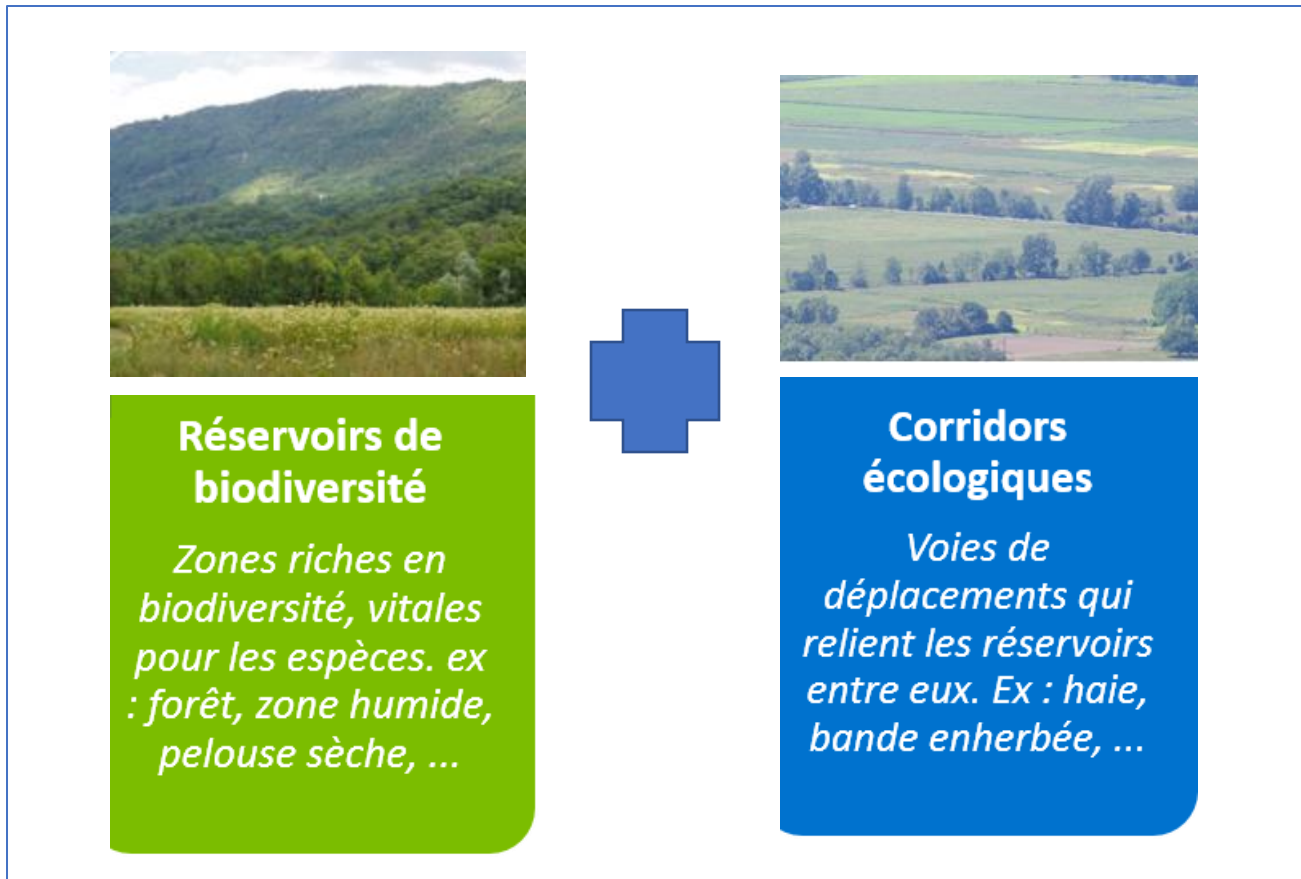 Réservoirs de
biodiversité
Zones riches en
biodiversité, vitales
pour les espèces. ex
: forêt, zone humide,
pelouse sèche, ...
Corridors
écologiques
Voies de
déplacements qui
relient les réservoirs
entre eux. Ex : haie,
bande enherbée, ...